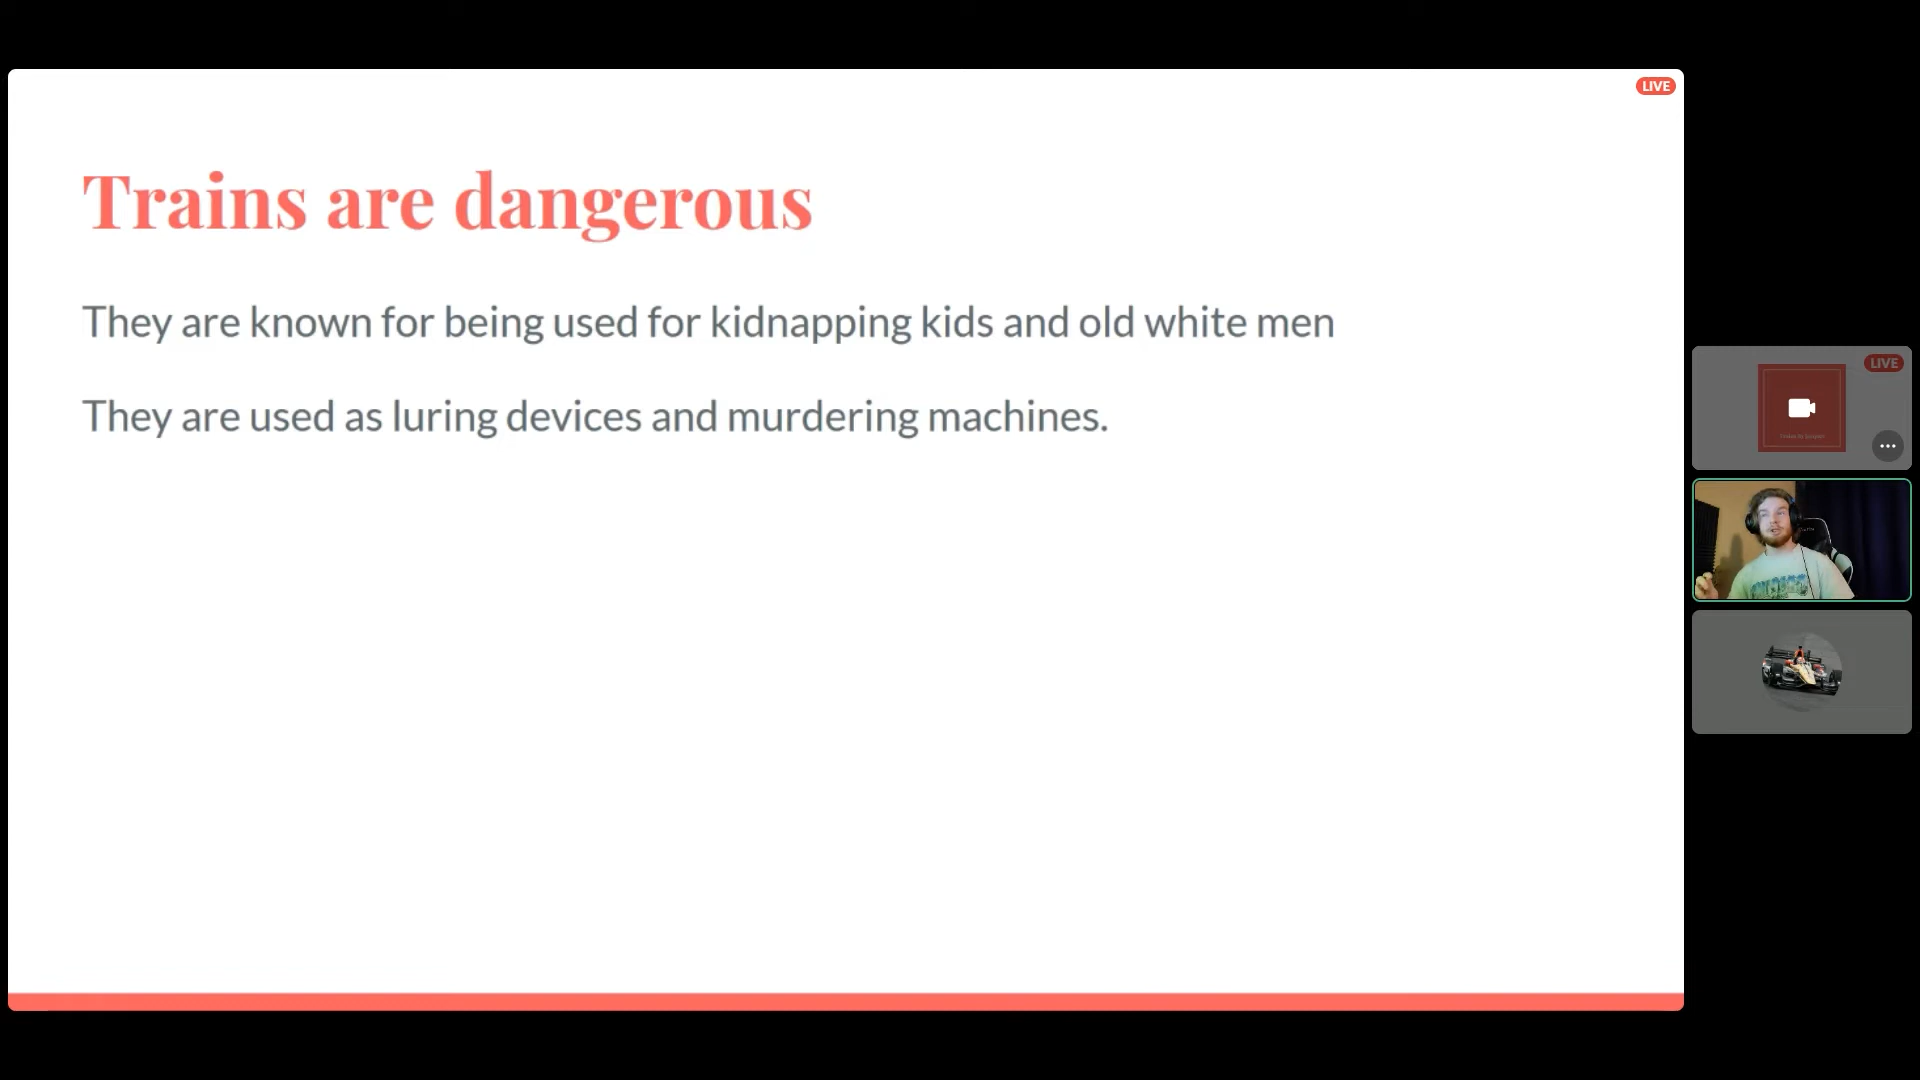 LIVE
Trains are dangerous
They are known for being used for kidnapping kids and old white men
They are used as luring devices and murdering machines.
LIVE